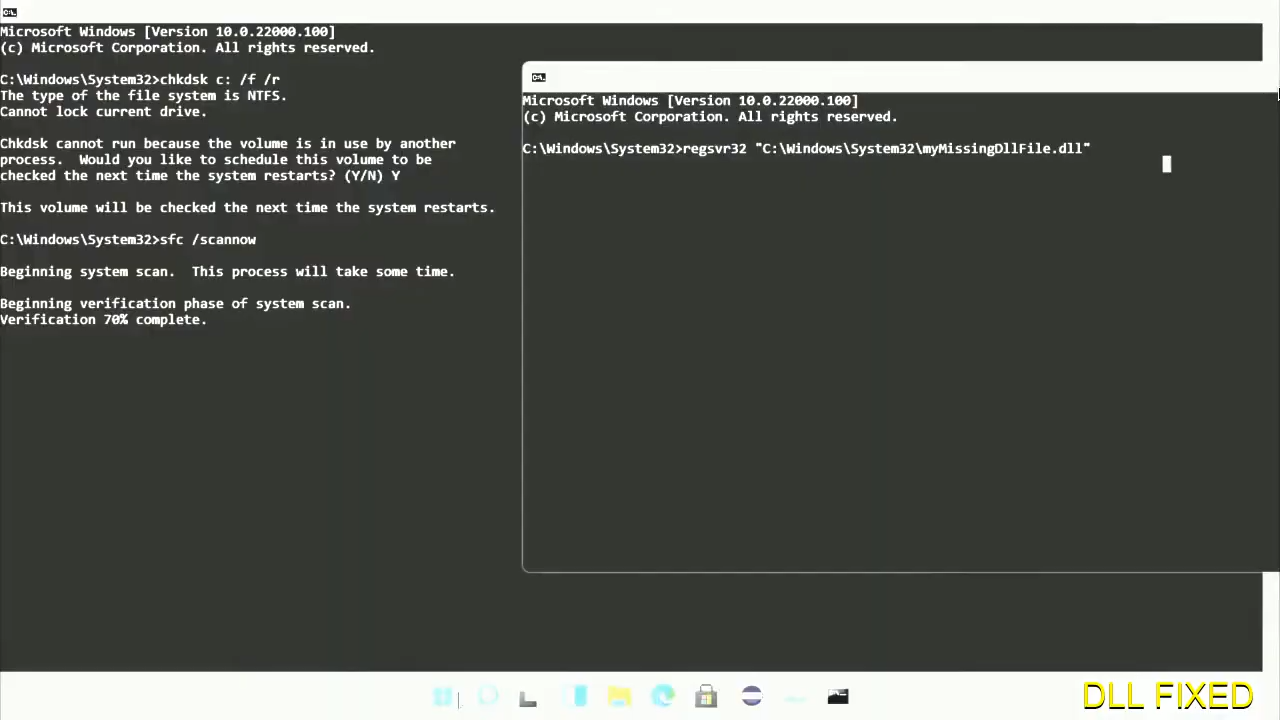 Microsoft Windows [Version 10.0.22000.100]
(c) Microsoft Corporation. All rights reserved.
C:\Windows\System32>chkdsk c: /f /r
The type of the file system is NTFS.
Cannot lock current drive.
Chkdsk cannot run because the volume is in use by another
process.  Would you like to schedule this volume to be
checked the next time the system restarts? (Y/N) Y
This volume will be checked the next time the system restarts.
C:\Windows\System32>sfc /scannow
Beginning system scan.  This process will take some time.
Beginning verification phase of system scan.
Verification 70% complete.
Microsoft Windows [Version 10.0.22000.100]
(c) Microsoft Corporation. All rights reserved.
C:\Windows\System32>regsvr32 "C:\Windows\System32\myMissingDllFile.dll"
DLL FIXED